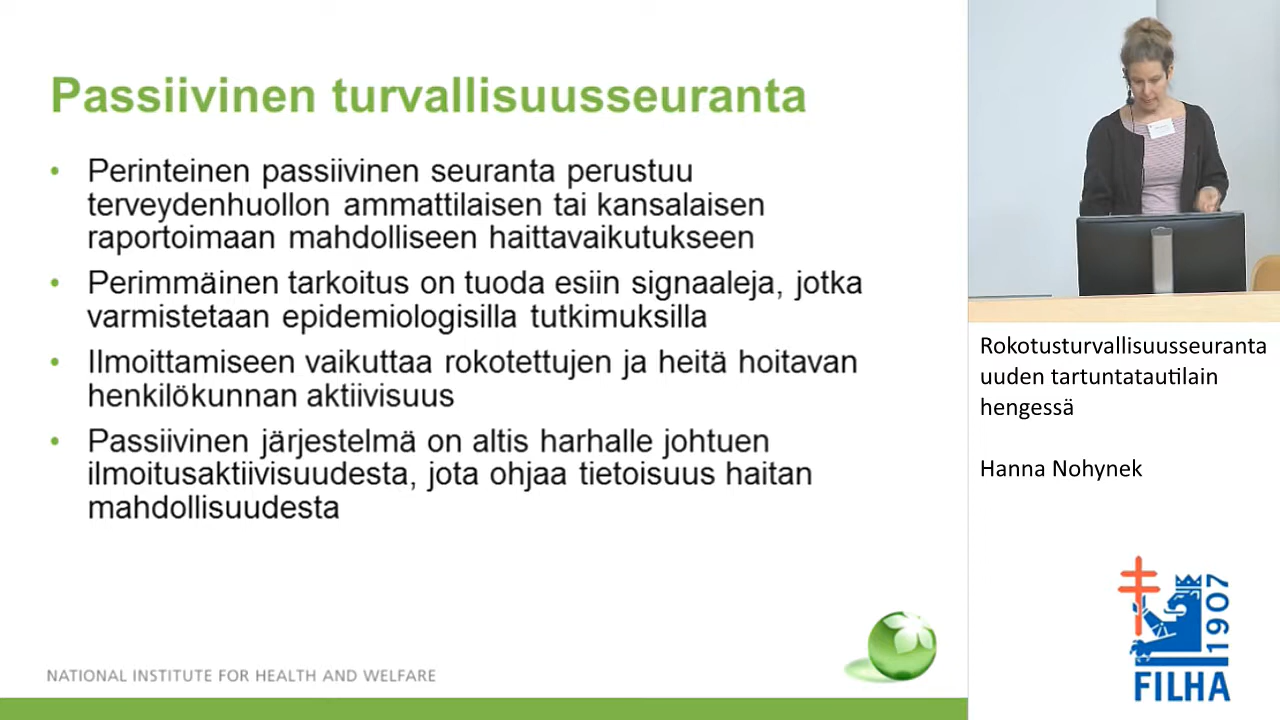 Passiivinen turvallisuusseuranta
• Perinteinen passiivinen seuranta perustuu
terveydenhuollon ammattilaisen tai kansalaisen
raportoimaan mahdolliseen haittavaikutukseen
• Perimmäinen tarkoitus on tuoda esiin signaaleja, jotka
varmistetaan epidemiologisilla tutkimuksilla
• Ilmoittamiseen vaikuttaa rokotettujen ja heitä hoitavan
henkilökunnan aktiivisuus
• Passiivinen järjestelmä on altis harhalle johtuen
ilmoitusaktiivisuudesta, jota ohjaa tietoisuus haitan
mahdollisuudesta
NATIONAL INSTITUTE FOR HEALTH AND WELFARE
Rokotusturvallisuusseuranta
uuden tartuntatautilain
hengessä
Hanna Nohynek
1907
FILHA